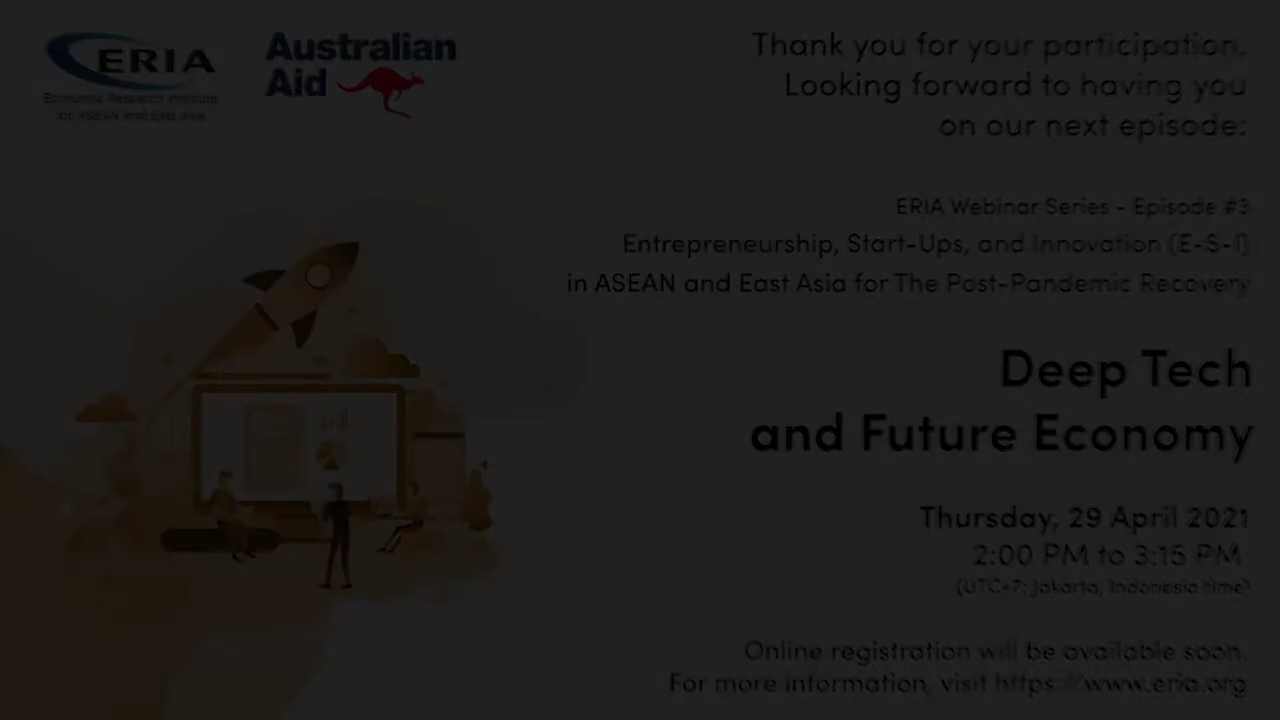 ERIA
Economic Research Institute
for ASEAN and East Asia
Australian
Aid
Thank you for your participation.
Looking forward to having you
on our next episode:
ERIA Webinar Series - Episode #3
Entrepreneurship, Start-Ups, and Innovation (E-S-I)
in ASEAN and East Asia for The Post-Pandemic Recovery
Deep Tech
and Future Economy
Thursday, 29 April 2021
2:00 PM to 3:15 PM
(UTC+7; Jakarta, Indonesia time)
Online registration will be available soon.
For more information, visit https://www.eria.org